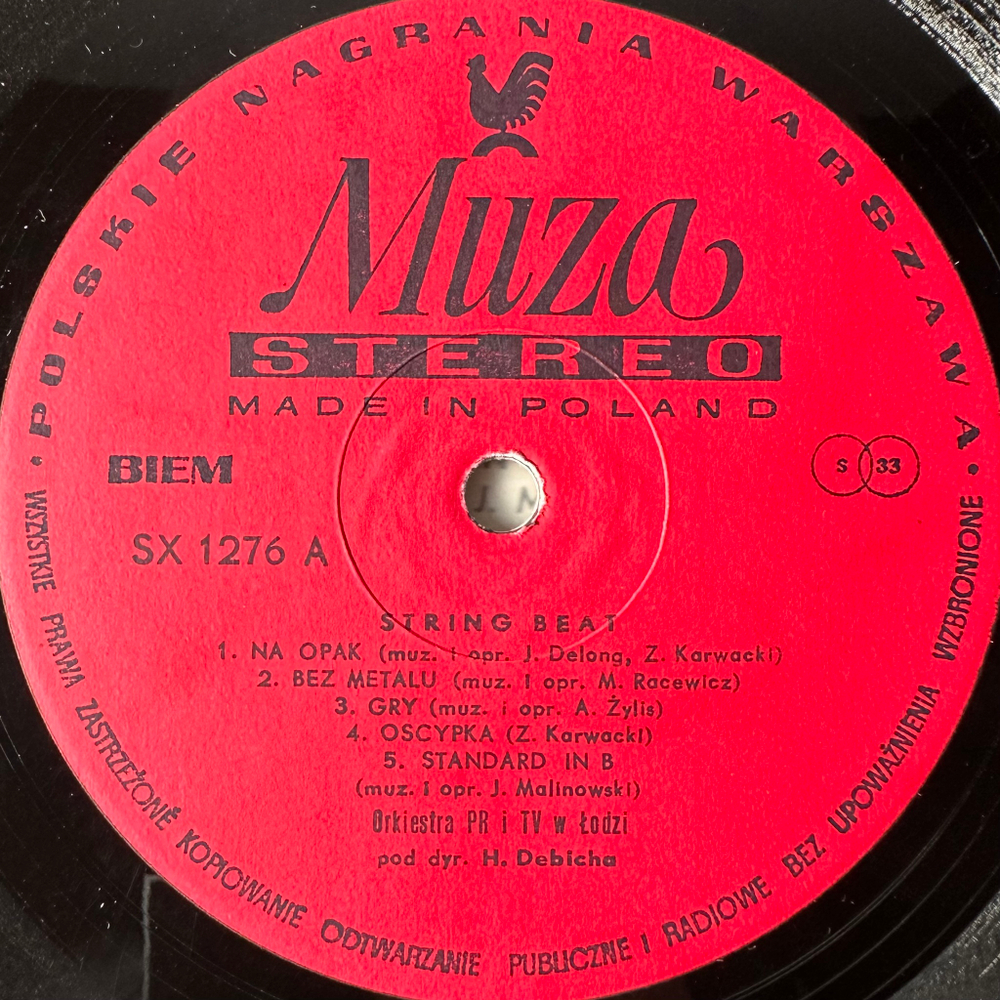 POLSKIE NAGRANIA WARSZAWA
Muza
STEREO
MADE IN POLAND
BIEM
S 33
SX 1276 A
STRING BEAT
1. NA OPAK (muz. i opr. J. Delong, Z. Karwacki)
2. BEZ METALU (muz. i opr. M. Racewicz)
3. GRY (muz. i opr. A. Żylis)
4. OSCYPKA (Z. Karwacki)
5. STANDARD IN B
(muz. i opr. J. Malinowski)
Orkiestra PR i TV w Łodzi
pod dyr. H. Debicha
• WSZYSTKIE PRAWA ZASTRZEŻONE KOPIOWANIE ODTWARZANIE PUBLICZNE I RADIOWE BEZ UPOWAŻNIENIA WZBRONIONE •